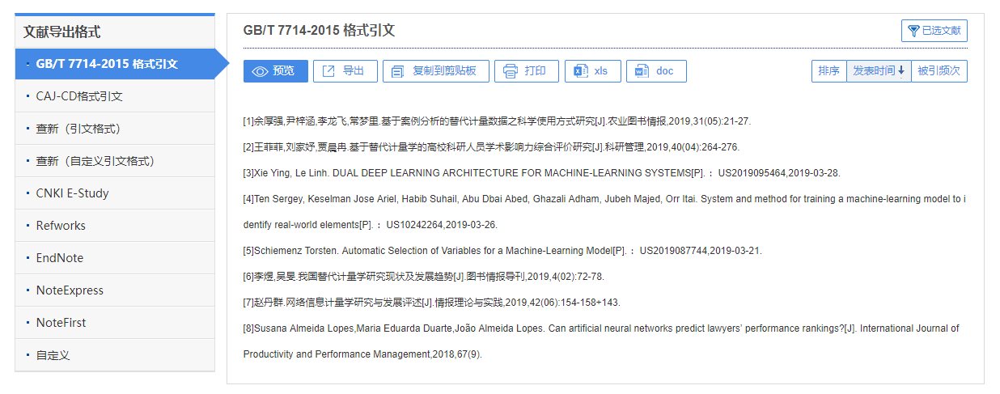 文献导出格式
· GB/T 7714-2015 格式引文
· CAJ-CD格式引文
· 查新（引文格式）
· 查新（自定义引文格式）
· CNKI E-Study
· Refworks
· EndNote
· NoteExpress
· NoteFirst
· 自定义
GB/T 7714-2015 格式引文
已选文献
预览 导出 复制到剪贴板 打印 xls doc
排序 发表时间↓ 被引频次
[1]余厚强,尹梓涵,李龙飞,常梦里.基于案例分析的替代计量数据之科学使用方式研究[J].农业图书情报,2019,31(05):21-27.
[2]王菲菲,刘家妤,贾晨冉.基于替代计量学的高校科研人员学术影响力综合评价研究[J].科研管理,2019,40(04):264-276.
[3]Xie Ying, Le Linh. DUAL DEEP LEARNING ARCHITECTURE FOR MACHINE-LEARNING SYSTEMS[P]. ：US2019095464,2019-03-28.
[4]Ten Sergey, Keselman Jose Ariel, Habib Suhail, Abu Dbai Abed, Ghazali Adham, Jubeh Majed, Orr Itai. System and method for training a machine-learning model to i
dentify real-world elements[P]. ：US10242264,2019-03-26.
[5]Schiemenz Torsten. Automatic Selection of Variables for a Machine-Learning Model[P]. ：US2019087744,2019-03-21.
[6]李煜,吴旻.我国替代计量学研究现状及发展趋势[J].图书情报导刊,2019,4(02):72-78.
[7]赵丹群.网络信息计量学研究与发展评述[J].情报理论与实践,2019,42(06):154-158+143.
[8]Susana Almeida Lopes,Maria Eduarda Duarte,João Almeida Lopes. Can artificial neural networks predict lawyers’ performance rankings?[J]. International Journal of
Productivity and Performance Management,2018,67(9).